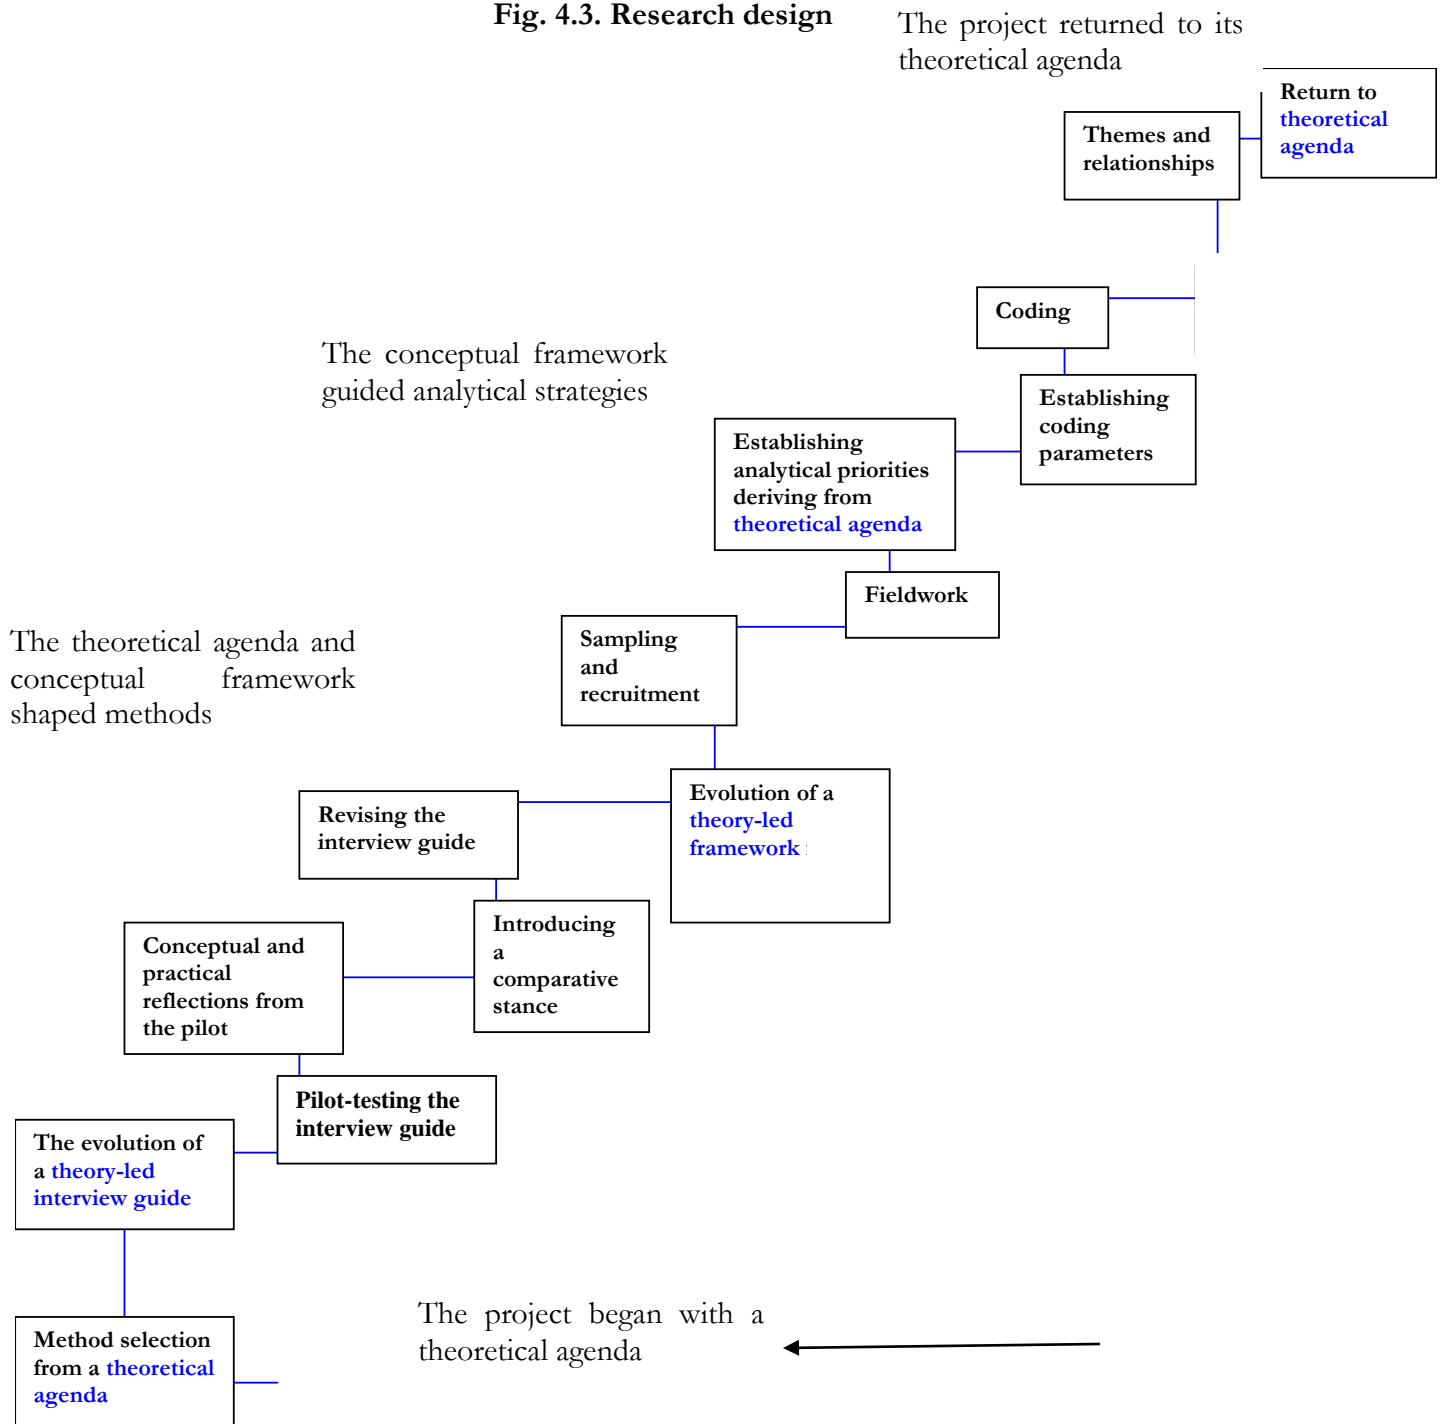 Fig. 4.3. Research design
The project returned to its
theoretical agenda
Return to
theoretical
agenda
Themes and
relationships
Coding
The conceptual framework
guided analytical strategies
Establishing
coding
parameters
Establishing
analytical priorities
deriving from
theoretical agenda
Fieldwork
Sampling
and
recruitment
The theoretical agenda and
conceptual framework
shaped methods
Evolution of a
theory-led
framework
Revising the
interview guide
Introducing
a
comparative
stance
Conceptual and
practical
reflections from
the pilot
Pilot-testing the
interview guide
The evolution of
a theory-led
interview guide
The project began with a
theoretical agenda
Method selection
from a theoretical
agenda